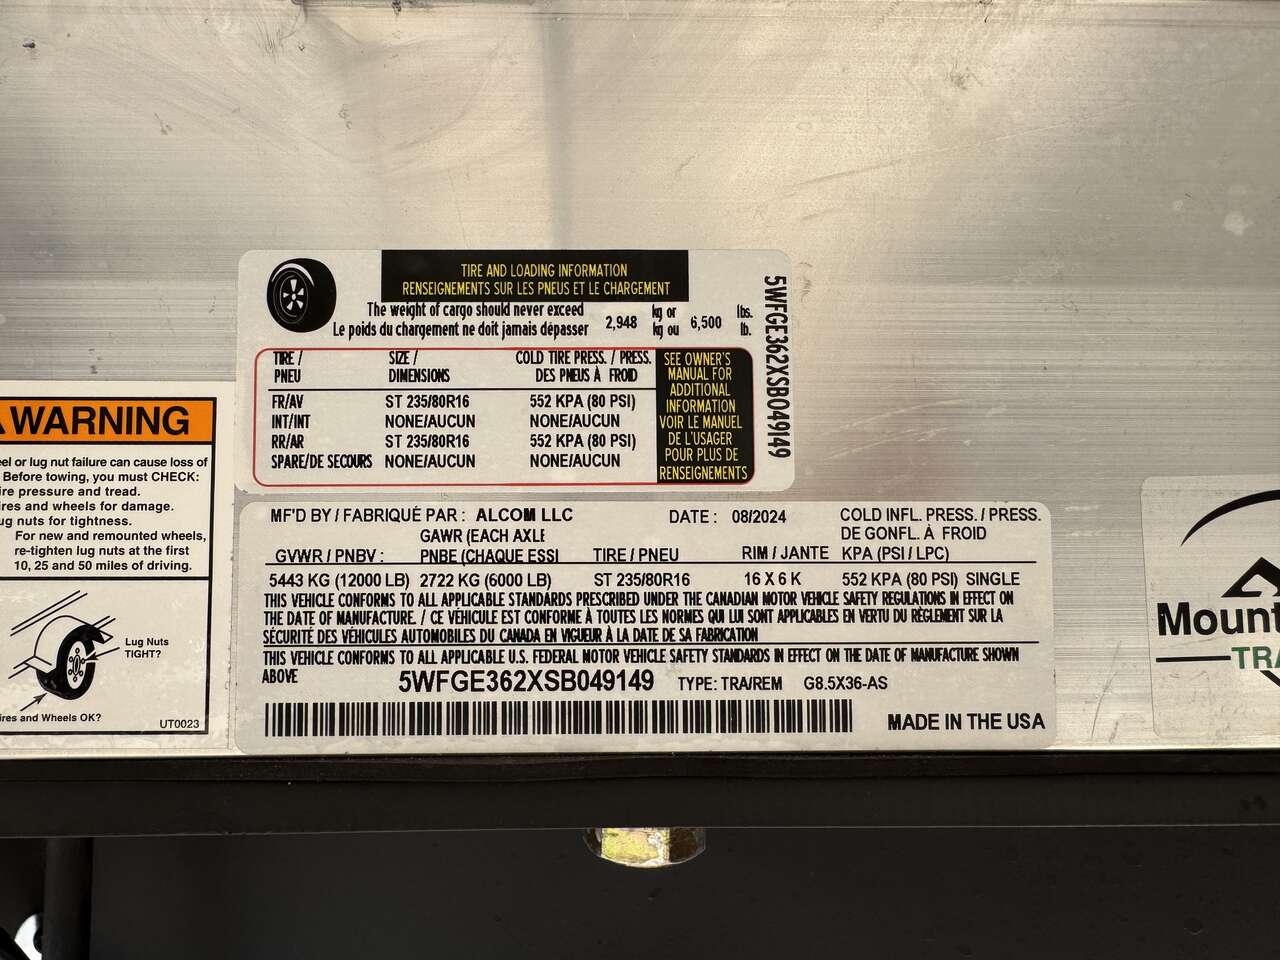 TIRE AND LOADING INFORMATION
RENSEIGNEMENTS SUR LES PNEUS ET LE CHARGEMENT
The weight of cargo should never exceed 2,948 kg or 6,500 lbs.
Le poids du chargement ne doit jamais dépasser kg ou lb.
TIRE / SIZE / COLD TIRE PRESS. / PRESS.
PNEU DIMENSIONS DES PNEUS À FROID
FR/AV ST 235/80R16 552 KPA (80 PSI)
INT/INT NONE/AUCUN NONE/AUCUN
RR/AR ST 235/80R16 552 KPA (80 PSI)
SPARE/DE SECOURS NONE/AUCUN NONE/AUCUN
SEE OWNER'S
MANUAL FOR
ADDITIONAL
INFORMATION
VOIR LE MANUEL
DE L'USAGER
POUR PLUS DE
RENSEIGNEMENTS
5WFGE362XSB049149
WARNING
eel or lug nut failure can cause loss of
Before towing, you must CHECK:
ire pressure and tread.
ires and wheels for damage.
ug nuts for tightness.
For new and remounted wheels,
re-tighten lug nuts at the first
10, 25 and 50 miles of driving.
Lug Nuts
TIGHT?
ires and Wheels OK?
UT0023
MF'D BY / FABRIQUÉ PAR : ALCOM LLC DATE : 08/2024 COLD INFL. PRESS. / PRESS.
GAWR (EACH AXLE DE GONFL. À FROID
GVWR / PNBV : PNBE (CHAQUE ESSI TIRE / PNEU RIM / JANTE KPA (PSI / LPC)
5443 KG (12000 LB) 2722 KG (6000 LB) ST 235/80R16 16 X 6 K 552 KPA (80 PSI) SINGLE
THIS VEHICLE CONFORMS TO ALL APPLICABLE STANDARDS PRESCRIBED UNDER THE CANADIAN MOTOR VEHICLE SAFETY REGULATIONS IN EFFECT ON
THE DATE OF MANUFACTURE. / CE VÉHICULE EST CONFORME À TOUTES LES NORMES QUI LUI SONT APPLICABLES EN VERTU DU RÈGLEMENT SUR LA
SÉCURITÉ DES VÉHICULES AUTOMOBILES DU CANADA EN VIGUEUR À LA DATE DE SA FABRICATION
THIS VEHICLE CONFORMS TO ALL APPLICABLE U.S. FEDERAL MOTOR VEHICLE SAFETY STANDARDS IN EFFECT ON THE DATE OF MANUFACTURE SHOWN
ABOVE
5WFGE362XSB049149 TYPE: TRA/REM G8.5X36-AS
MADE IN THE USA
Mount
TRA